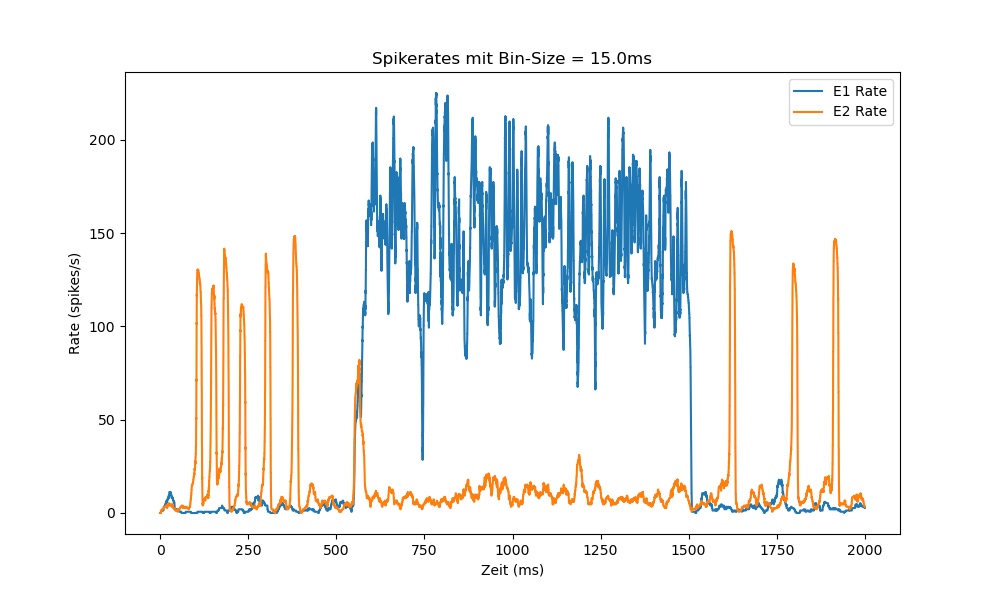 Spikerates mit Bin-Size = 15.0ms
E1 Rate
E2 Rate
Rate (spikes/s)
200
150
100
50
0
0 250 500 750 1000 1250 1500 1750 2000
Zeit (ms)